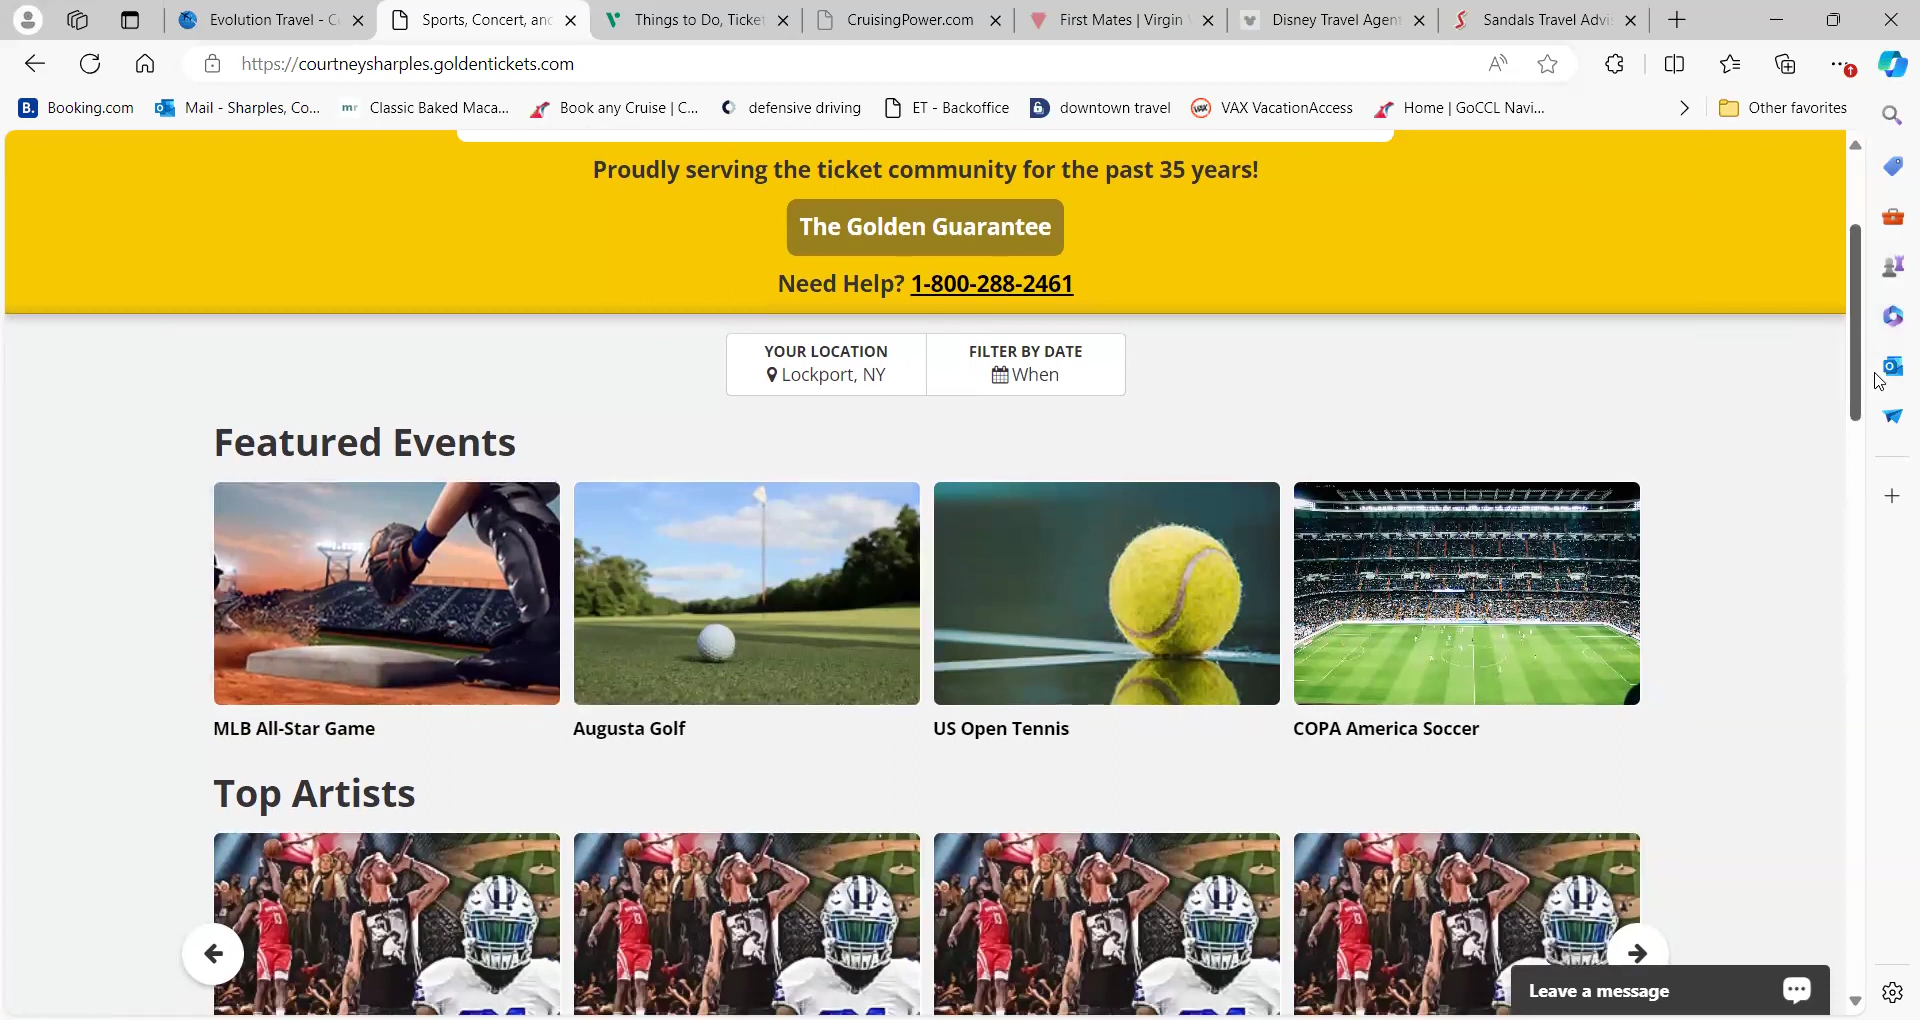 Evolution Travel - C
Sports, Concert, an
Things to Do, Ticket
CruisingPower.com
First Mates | Virgin
Disney Travel Agen
Sandals Travel Advi
https://courtneysharples.goldentickets.com
B. Booking.com
Mail - Sharples, Co...
mr Classic Baked Maca...
Book any Cruise | C...
defensive driving
ET - Backoffice
downtown travel
VAX VacationAccess
Home | GoCCL Navi...
Other favorites
Proudly serving the ticket community for the past 35 years!
The Golden Guarantee
Need Help? 1-800-288-2461
YOUR LOCATION
Lockport, NY
FILTER BY DATE
When
Featured Events
MLB All-Star Game
Augusta Golf
US Open Tennis
COPA America Soccer
Top Artists
Leave a message